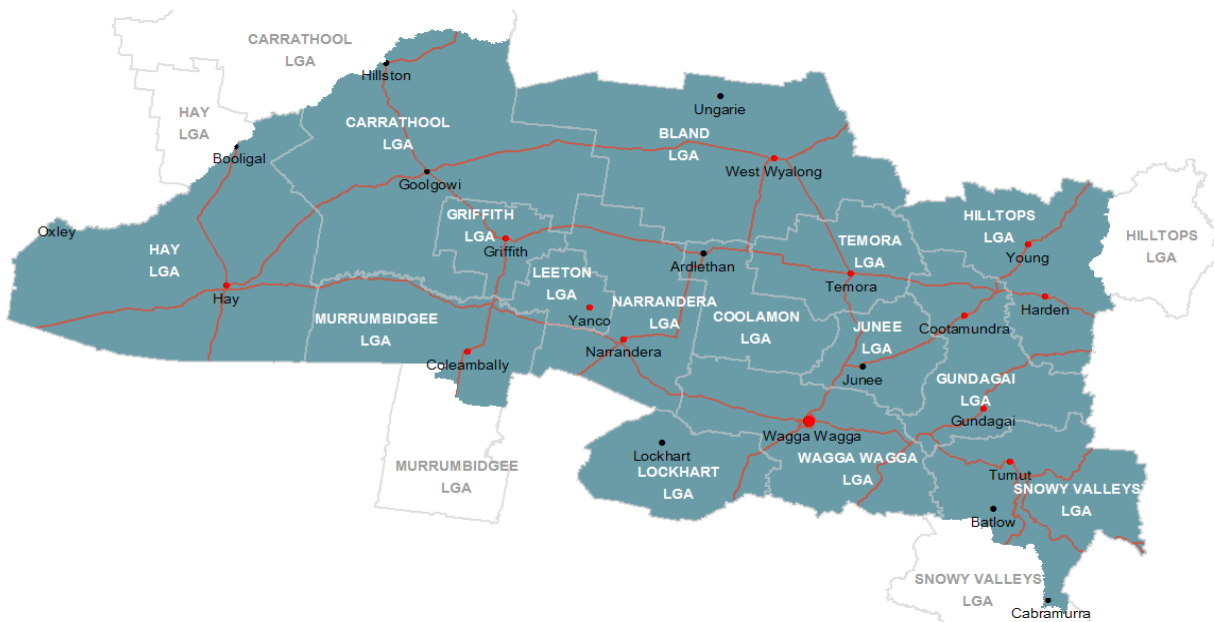 CARRATHOOL
LGA
Hillston
HAY
LGA
Ungarie
CARRATHOOL
LGA
BLAND
LGA
Booligal
West Wyalong
Goolgowi
GRIFFITH
LGA
Griffith
HILLTOPS
LGA
Young
HILLTOPS
LGA
Oxley
HAY
LGA
TEMORA
LGA
Temora
Ardlethan
LEETON
LGA
Yanco
Hay
NARRANDERA
LGA
Harden
MURRUMBIDGEE
LGA
COOLAMON
LGA
JUNEE
LGA
Cootamundra
Narrandera
Coleambally
Junee
GUNDAGAI
LGA
Gundagai
Wagga Wagga
Lockhart
LOCKHART
LGA
WAGGA WAGGA
LGA
MURRUMBIDGEE
LGA
Tumut
SNOWY VALLEYS
LGA
Batlow
SNOWY VALLEYS
LGA
Cabramurra